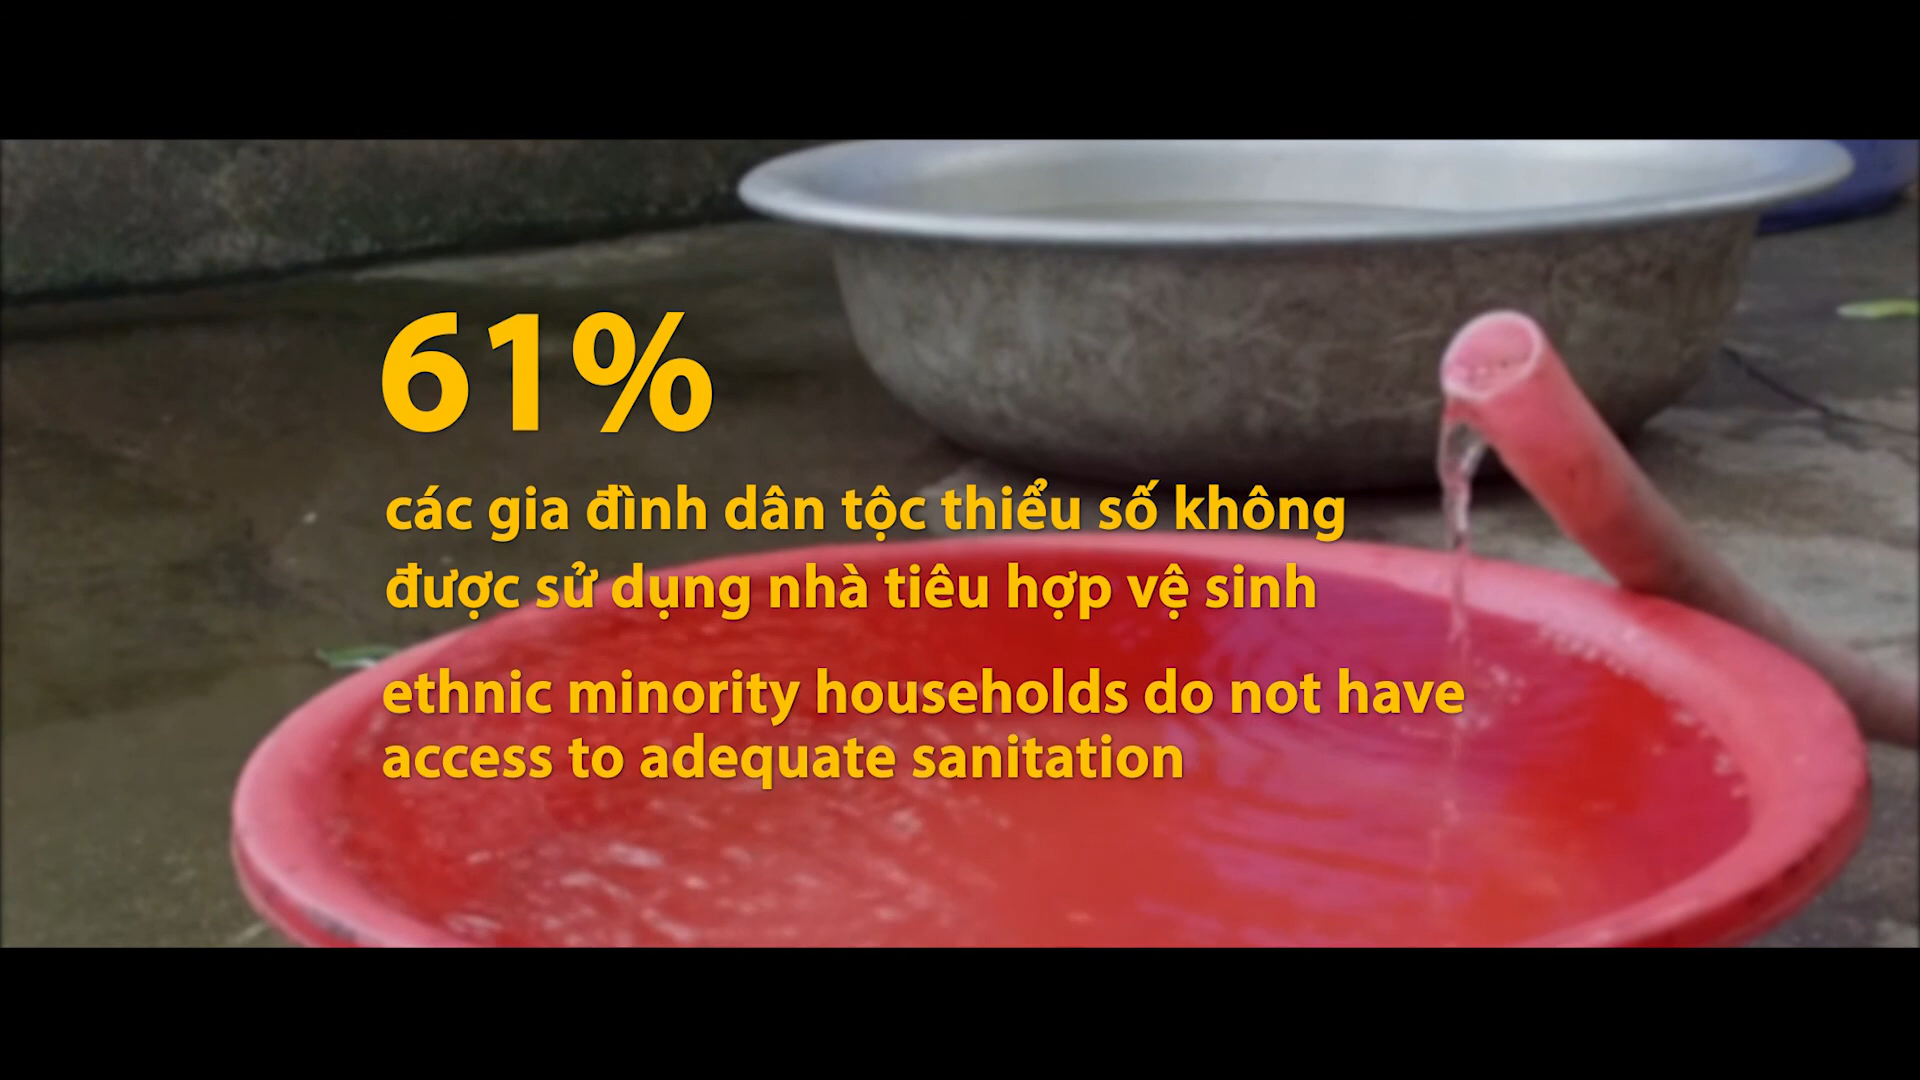 61%
các gia đình dân tộc thiểu số không
được sử dụng nhà tiêu hợp vệ sinh
ethnic minority households do not have
access to adequate sanitation